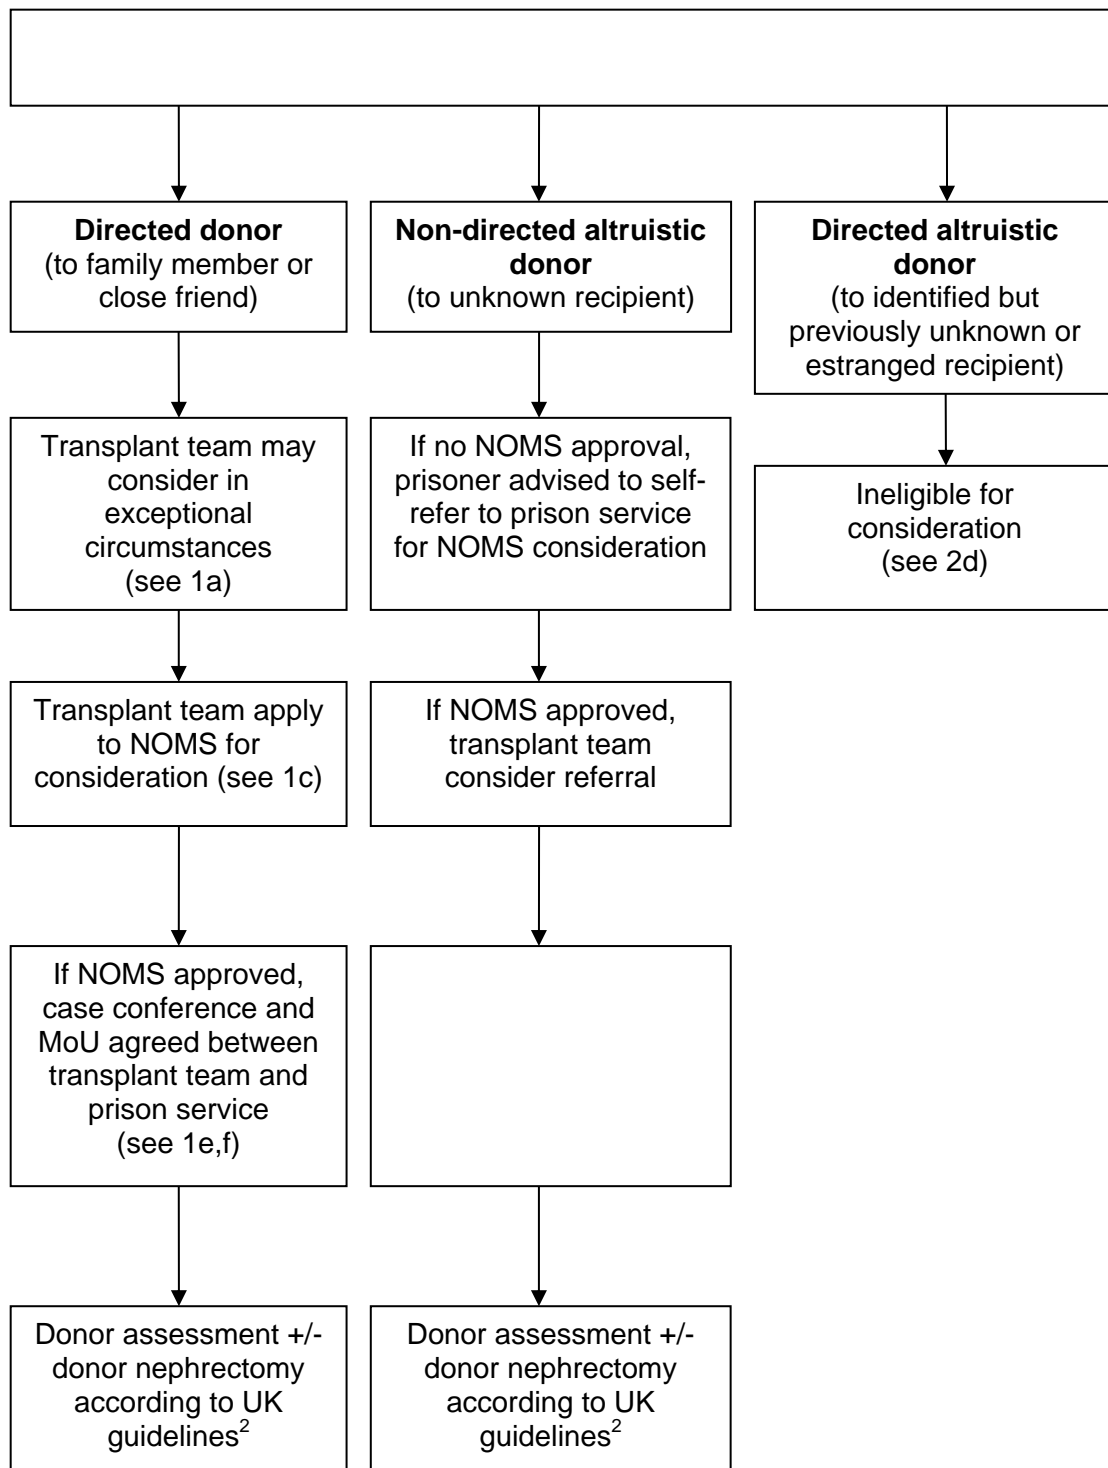 Directed donor
(to family member or
close friend)
Non-directed altruistic
donor
(to unknown recipient)
Directed altruistic
donor
(to identified but
previously unknown or
estranged recipient)
Transplant team may
consider in
exceptional
circumstances
(see 1a)
If no NOMS approval,
prisoner advised to self-
refer to prison service
for NOMS consideration
Ineligible for
consideration
(see 2d)
Transplant team apply
to NOMS for
consideration (see 1c)
If NOMS approved,
transplant team
consider referral
If NOMS approved,
case conference and
MoU agreed between
transplant team and
prison service
(see 1e,f)
Donor assessment +/-
donor nephrectomy
according to UK
guidelines²
Donor assessment +/-
donor nephrectomy
according to UK
guidelines²